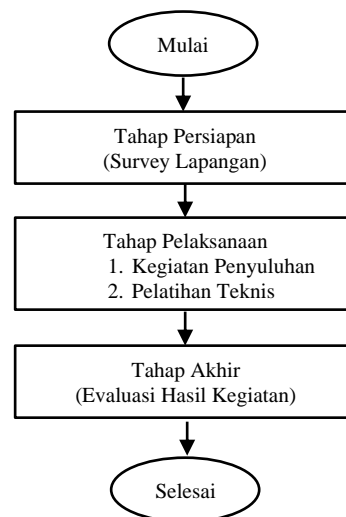 Mulai
Tahap Persiapan
(Survey Lapangan)
Tahap Pelaksanaan
1. Kegiatan Penyuluhan
2. Pelatihan Teknis
Tahap Akhir
(Evaluasi Hasil Kegiatan)
Selesai